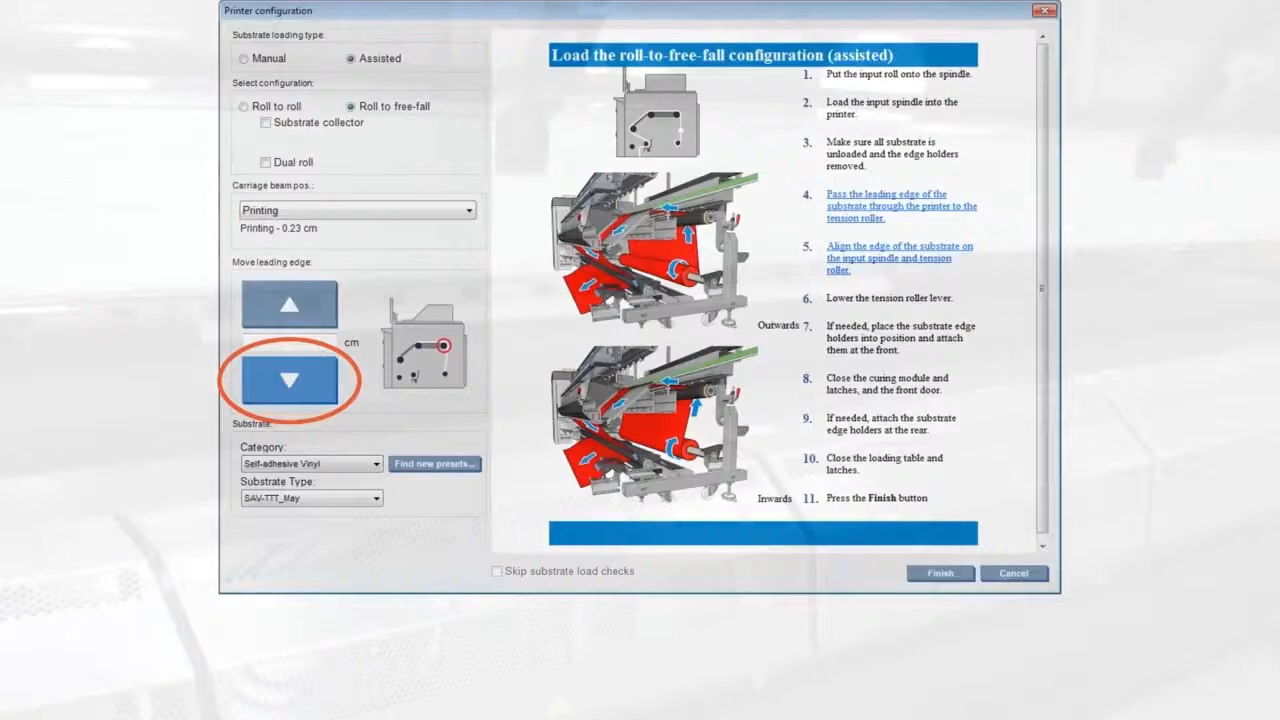 Printer configuration
Substrate loading type:
Manual
Assisted
Select configuration:
Roll to roll
Roll to free-fall
Substrate collector
Dual roll
Carriage beam pos.:
Printing
Printing - 0.23 cm
Move leading edge:
cm
Substrate:
Category:
Self-adhesive Vinyl
Find new presets...
Substrate Type:
SAV-TTT_May
Load the roll-to-free-fall configuration (assisted)
1. Put the input roll onto the spindle.
2. Load the input spindle into the
printer.
3. Make sure all substrate is
unloaded and the edge holders
removed.
4. Pass the leading edge of the
substrate through the printer to the
tension roller.
5. Align the edge of the substrate on
the input spindle and tension
roller.
6. Lower the tension roller lever.
Outwards
7. If needed, place the substrate edge
holders into position and attach
them at the front.
8. Close the curing module and
latches, and the front door.
9. If needed, attach the substrate
edge holders at the rear.
10. Close the loading table and
latches.
Inwards
11. Press the Finish button
Skip substrate load checks
Finish
Cancel